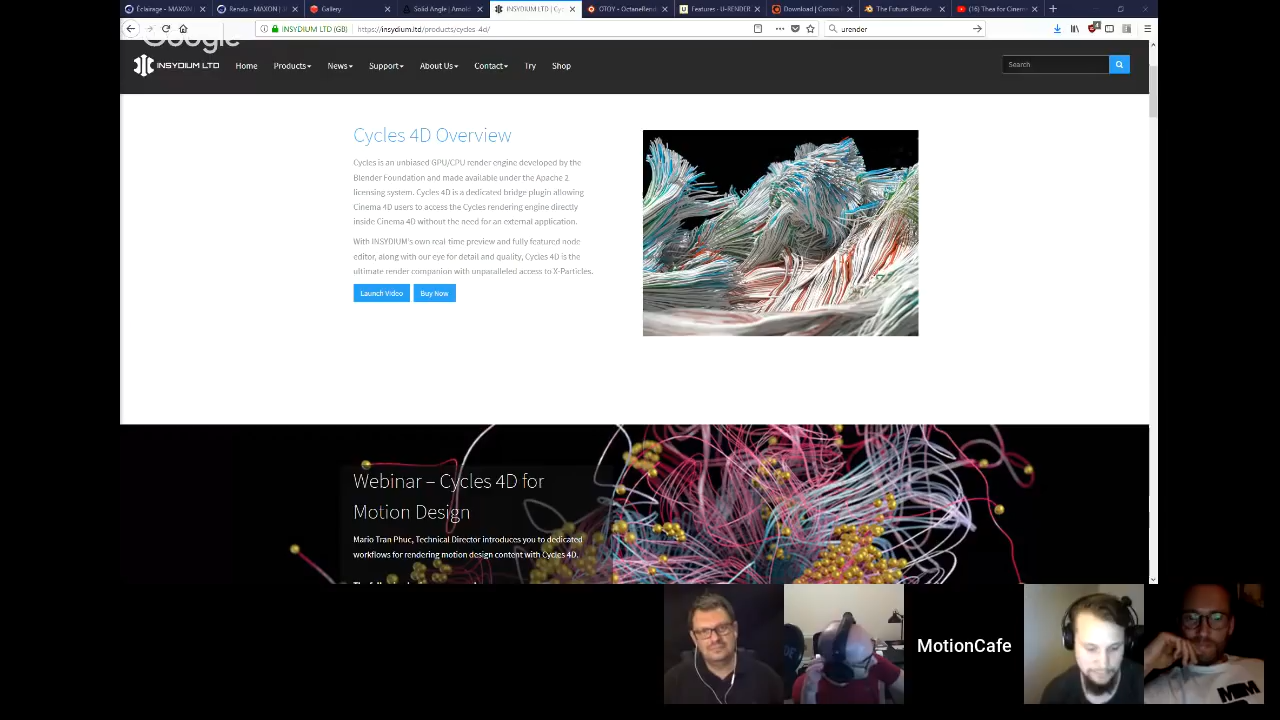 Éclairage - MAXON
Rendu - MAXON |
Gallery
Solid Angle | Arnold
INSYDIUM LTD | Cyc
OTOY - OctaneRend
Features - U-RENDER
Download | Corona
The Future: Blender
(16) Thea for Cinem
INSYDIUM LTD (GB)
https://insydium.ltd/products/cycles-4d/
urender
4
Google
INSYDIUM LTD
Home
Products
News
Support
About Us
Contact
Try
Shop
Search
Cycles 4D Overview
Cycles is an unbiased GPU/CPU render engine developed by the
Blender Foundation and made available under the Apache 2
licensing system. Cycles 4D is a dedicated bridge plugin allowing
Cinema 4D users to access the Cycles rendering engine directly
inside Cinema 4D without the need for an external application.
With INSYDIUM's own real-time preview and fully featured node
editor, along with our eye for detail and quality, Cycles 4D is the
ultimate render companion with unparalleled access to X-Particles.
Launch Video
Buy Now
Webinar – Cycles 4D for
Motion Design
Mario Tran Phuc, Technical Director introduces you to dedicated
workflows for rendering motion design content with Cycles 4D.
MotionCafe